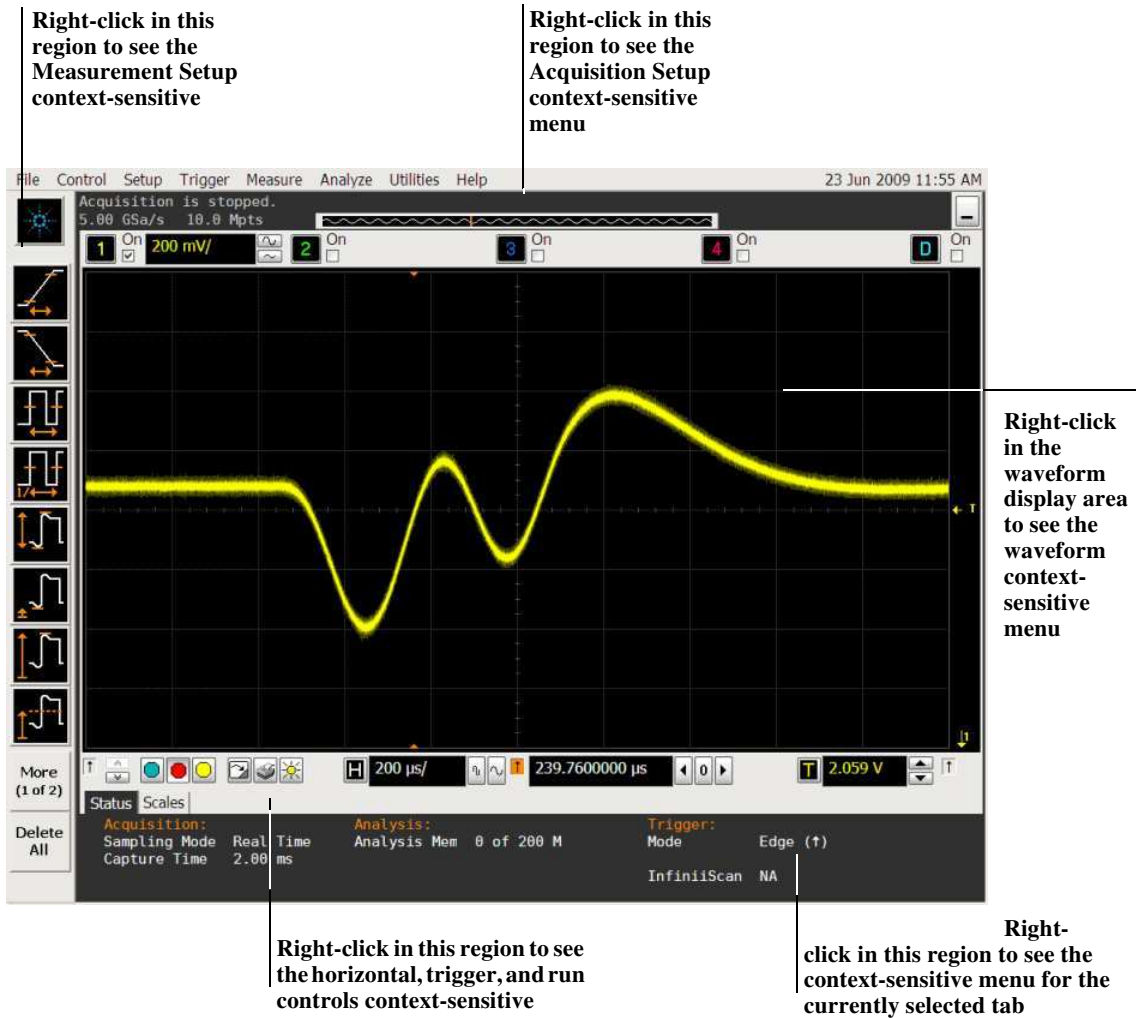 Right-click in this
region to see the
Measurement Setup
context-sensitive
Right-click in this
region to see the
Acquisition Setup
context-sensitive
menu
File Control Setup Trigger Measure Analyze Utilities Help 23 Jun 2009 11:55 AM
Acquisition is stopped.
5.00 GSa/s 10.0 Mpts
1 On 200 mV/ 2 On 3 On 4 On D On
1/
T
Right-click
in the
waveform
display area
to see the
waveform
context-
sensitive
menu
1
H 200 µs/ 239.7600000 µs 0 T 2.059 V
More
(1 of 2)
Delete
All
Status Scales
Acquisition: Analysis: Trigger:
Sampling Mode Real Time Analysis Mem 0 of 200 M Mode Edge (↑)
Capture Time 2.00 ms
InfiniiScan NA
Right-click in this region to see
the horizontal, trigger, and run
controls context-sensitive
Right-
click in this region to see the
context-sensitive menu for the
currently selected tab